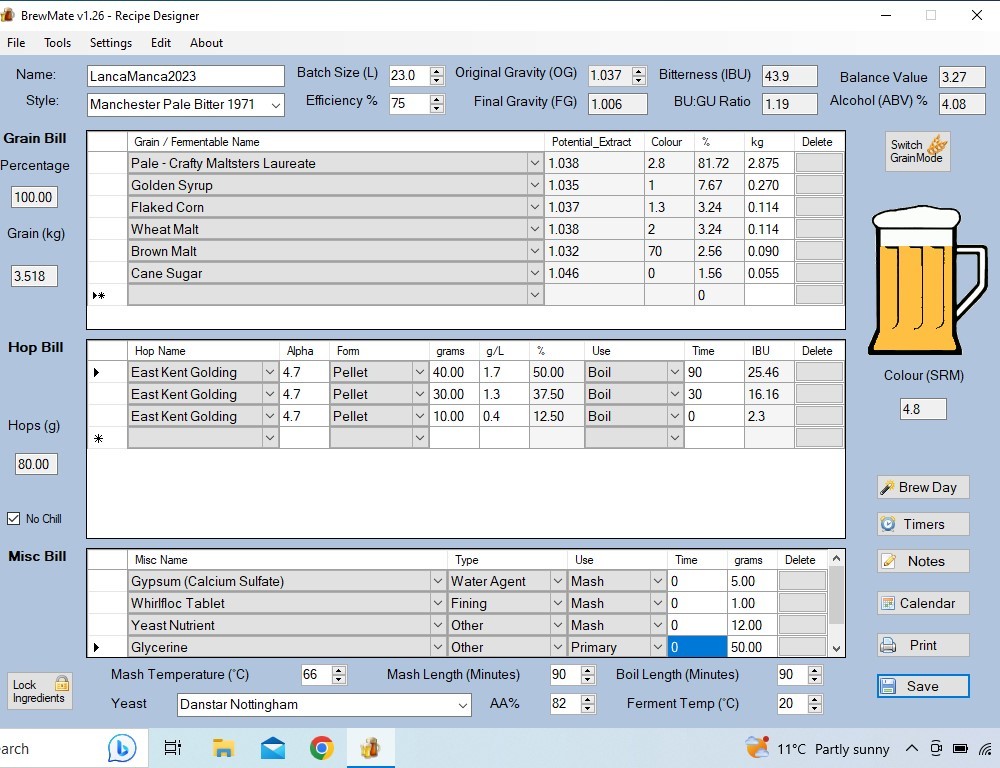 BrewMate v1.26 - Recipe Designer
File Tools Settings Edit About
Name: LancaManca2023 Batch Size (L) 23.0 Original Gravity (OG) 1.037 Bitterness (IBU) 43.9 Balance Value 3.27
Style: Manchester Pale Bitter 1971 Efficiency % 75 Final Gravity (FG) 1.006 BU:GU Ratio 1.19 Alcohol (ABV) % 4.08
Grain Bill
Percentage
100.00
Grain (kg)
3.518
Grain / Fermentable Name Potential_Extract Colour % kg Delete
Pale - Crafty Maltsters Laureate 1.038 2.8 81.72 2.875
Golden Syrup 1.035 1 7.67 0.270
Flaked Corn 1.037 1.3 3.24 0.114
Wheat Malt 1.038 2 3.24 0.114
Brown Malt 1.032 70 2.56 0.090
Cane Sugar 1.046 0 1.56 0.055
0
Switch
GrainMode
Colour (SRM)
4.8
Hop Bill
Hops (g)
80.00
No Chill
Hop Name Alpha Form grams g/L % Use Time IBU Delete
East Kent Golding 4.7 Pellet 40.00 1.7 50.00 Boil 90 25.46
East Kent Golding 4.7 Pellet 30.00 1.3 37.50 Boil 30 16.16
East Kent Golding 4.7 Pellet 10.00 0.4 12.50 Boil 0 2.3
Misc Bill
Misc Name Type Use Time grams Delete
Gypsum (Calcium Sulfate) Water Agent Mash 0 5.00
Whirlfloc Tablet Fining Mash 0 1.00
Yeast Nutrient Other Mash 0 12.00
Glycerine Other Primary 0 50.00
Brew Day
Timers
Notes
Calendar
Print
Save
Lock
Ingredients
Mash Temperature (°C) 66 Mash Length (Minutes) 90 Boil Length (Minutes) 90
Yeast Danstar Nottingham AA% 82 Ferment Temp (°C) 20
earch 11°C Partly sunny